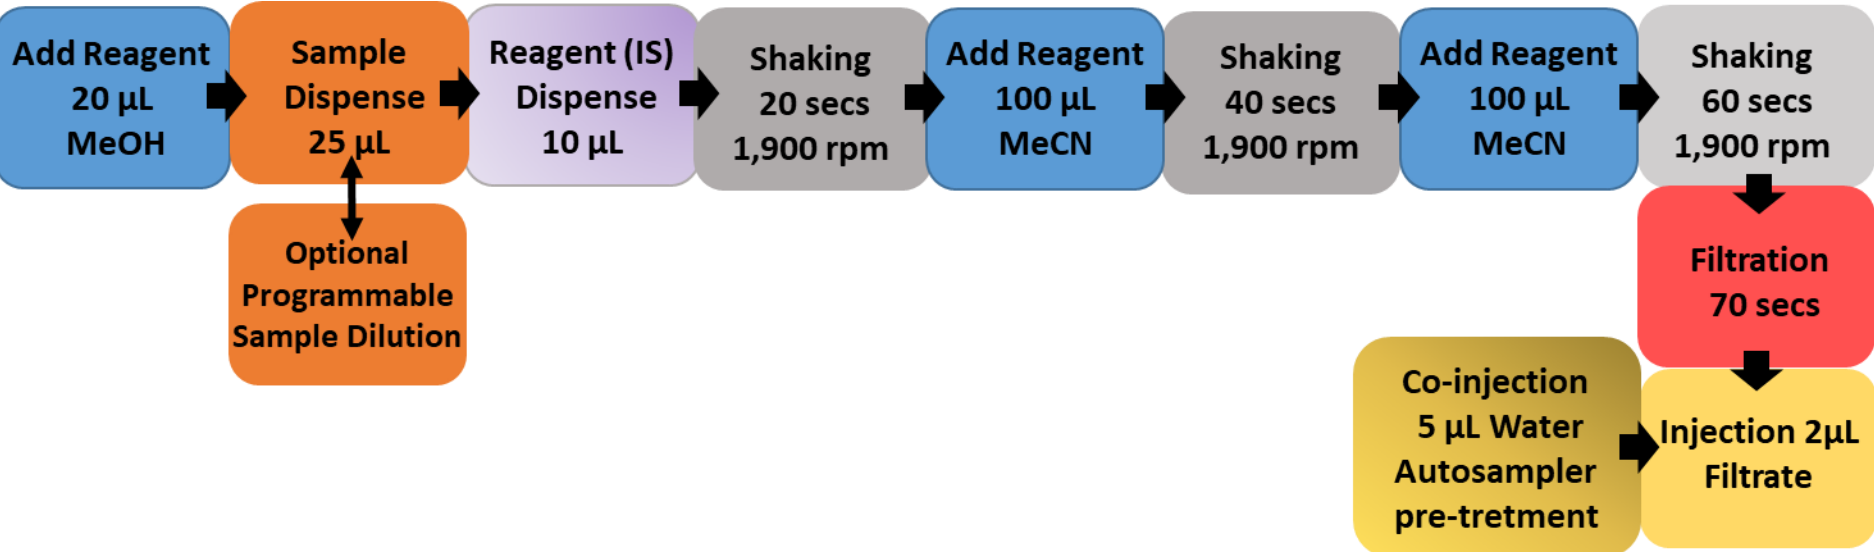 Add Reagent
20 µL
MeOH
Sample
Dispense
25 µL
Optional
Programmable
Sample Dilution
Reagent (IS)
Dispense
10 µL
Shaking
20 secs
1,900 rpm
Add Reagent
100 µL
MeCN
Shaking
40 secs
1,900 rpm
Add Reagent
100 µL
MeCN
Shaking
60 secs
1,900 rpm
Filtration
70 secs
Co-injection
5 µL Water
Autosampler
pre-tretment
Injection 2µL
Filtrate